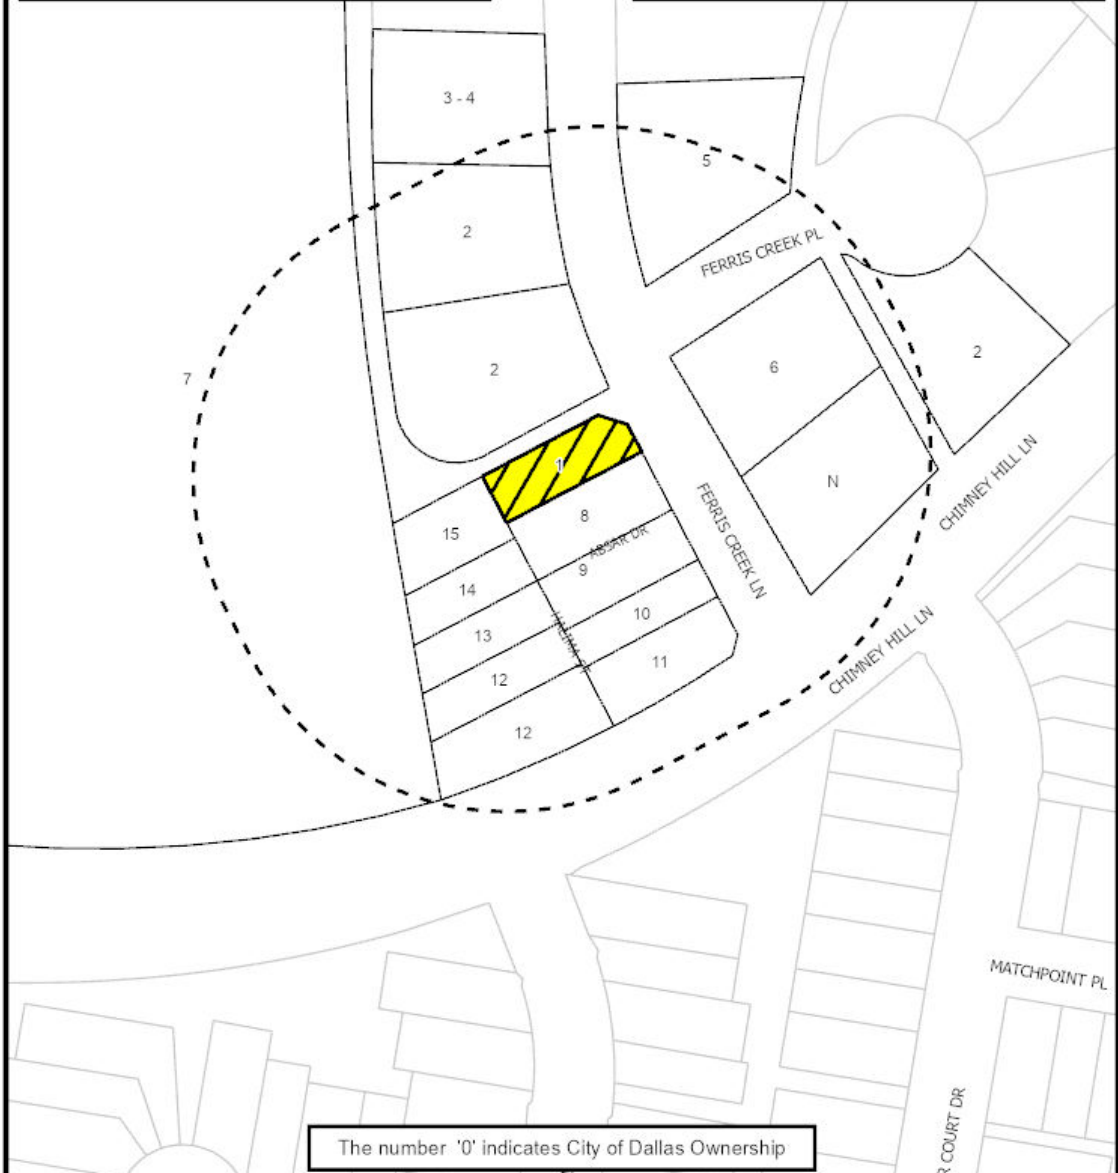 3 - 4
5
2
FERRIS CREEK PL
7
2
6
2
1
N
CHIMNEY HILL LN
15
8
FERRIS CREEK LN
ABSAR DR
14
9
13
10
CHIMNEY HILL LN
12
11
12
MATCHPOINT PL
COURT DR
The number '0' indicates City of Dallas Ownership